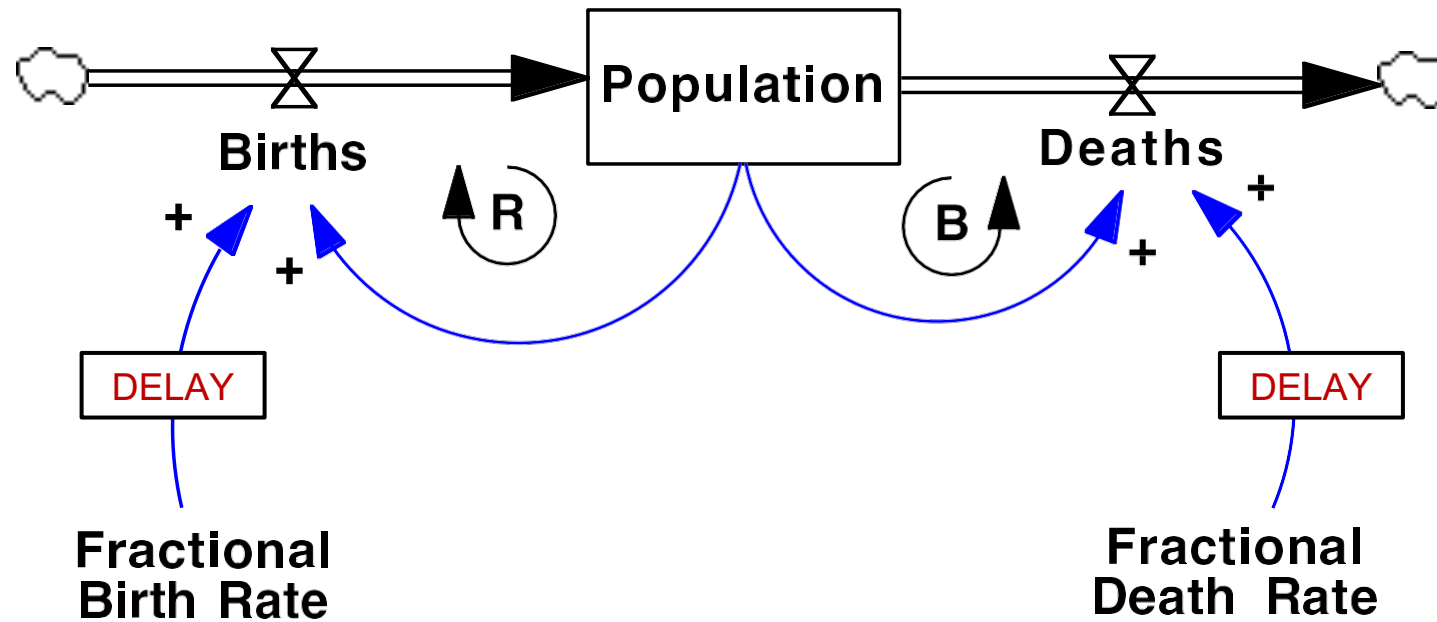 Population
Births
Deaths
+
R
B
+
+
+
DELAY
DELAY
Fractional
Birth Rate
Fractional
Death Rate